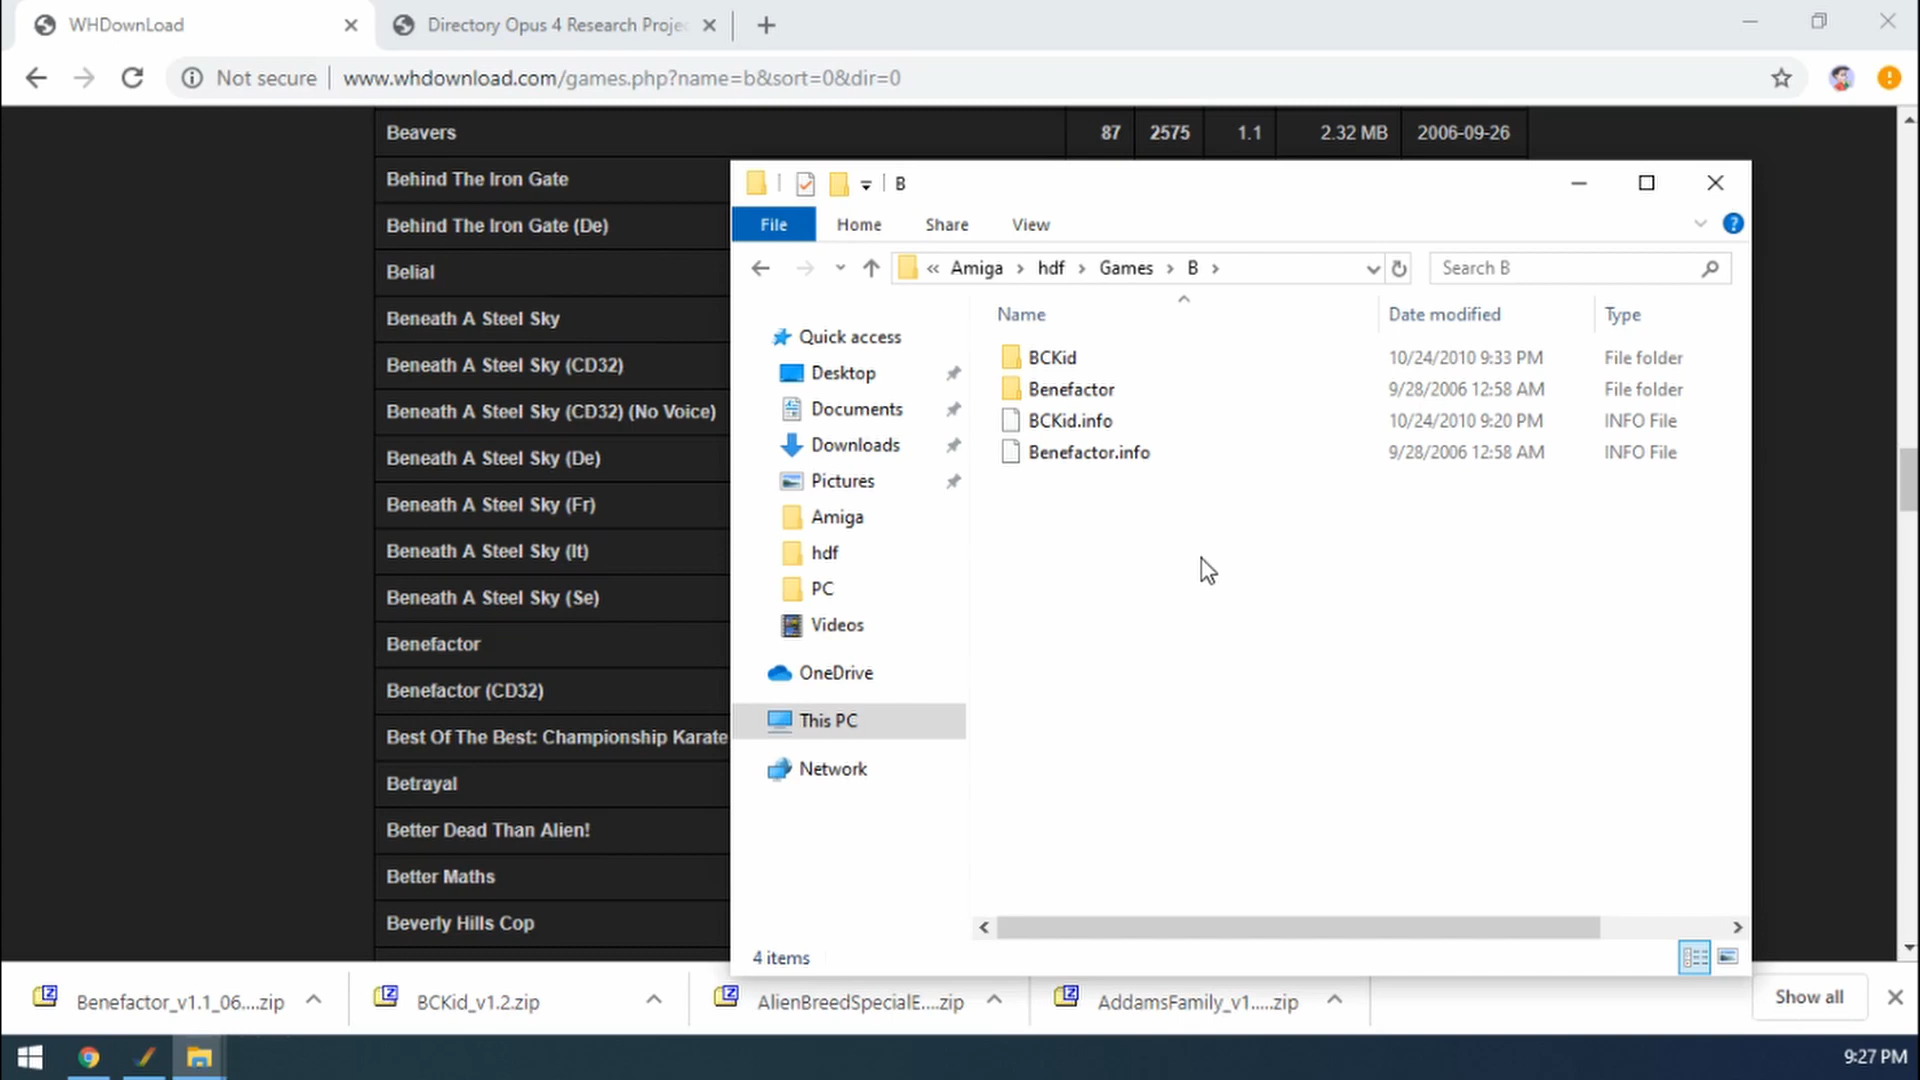 WHDownLoad
Directory Opus 4 Research Projec
Not secure
www.whdownload.com/games.php?name=b&sort=0&dir=0
Beavers 87 2575 1.1 2.32 MB 2006-09-26
Behind The Iron Gate
Behind The Iron Gate (De)
Belial
Beneath A Steel Sky
Beneath A Steel Sky (CD32)
Beneath A Steel Sky (CD32) (No Voice)
Beneath A Steel Sky (De)
Beneath A Steel Sky (Fr)
Beneath A Steel Sky (It)
Beneath A Steel Sky (Se)
Benefactor
Benefactor (CD32)
Best Of The Best: Championship Karate
Betrayal
Better Dead Than Alien!
Better Maths
Beverly Hills Cop
B
File Home Share View
« Amiga › hdf › Games › B ›
Search B
Quick access
Desktop
Documents
Downloads
Pictures
Amiga
hdf
PC
Videos
OneDrive
This PC
Network
Name Date modified Type
BCKid 10/24/2010 9:33 PM File folder
Benefactor 9/28/2006 12:58 AM File folder
BCKid.info 10/24/2010 9:20 PM INFO File
Benefactor.info 9/28/2006 12:58 AM INFO File
4 items
Benefactor_v1.1_06....zip
BCKid_v1.2.zip
AlienBreedSpecialE....zip
AddamsFamily_v1.....zip
Show all
9:27 PM